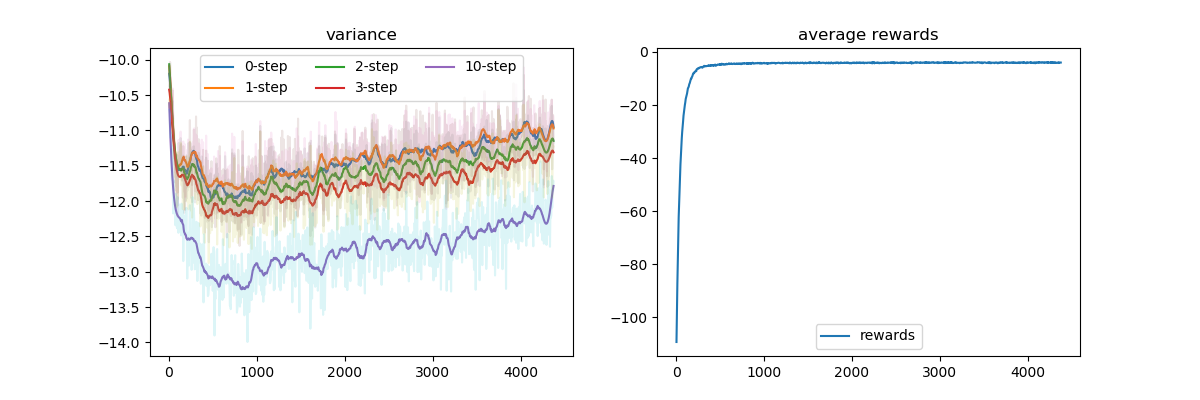 variance
0-step 2-step 10-step
1-step 3-step
−10.0
−10.5
−11.0
−11.5
−12.0
−12.5
−13.0
−13.5
−14.0
0 1000 2000 3000 4000
average rewards
0
−20
−40
−60
−80
−100
rewards
0 1000 2000 3000 4000